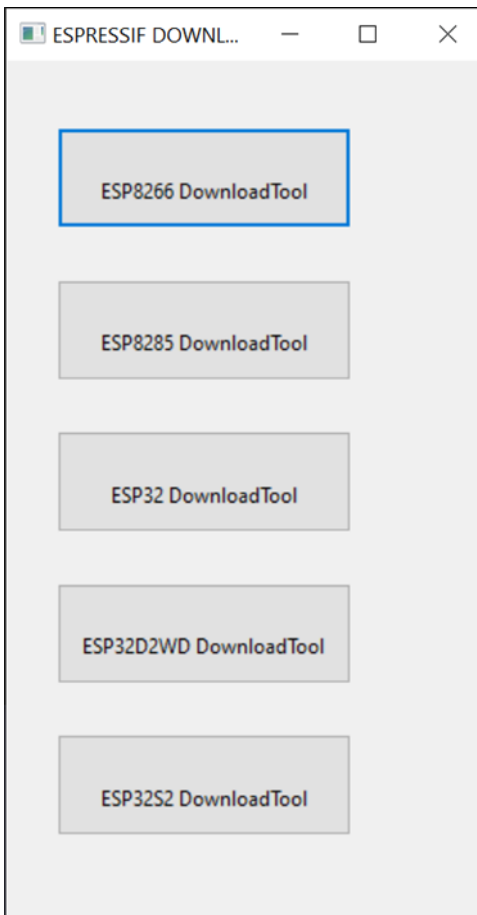 ESPRESSIF DOWNL...
ESP8266 DownloadTool
ESP8285 DownloadTool
ESP32 DownloadTool
ESP32D2WD DownloadTool
ESP32S2 DownloadTool